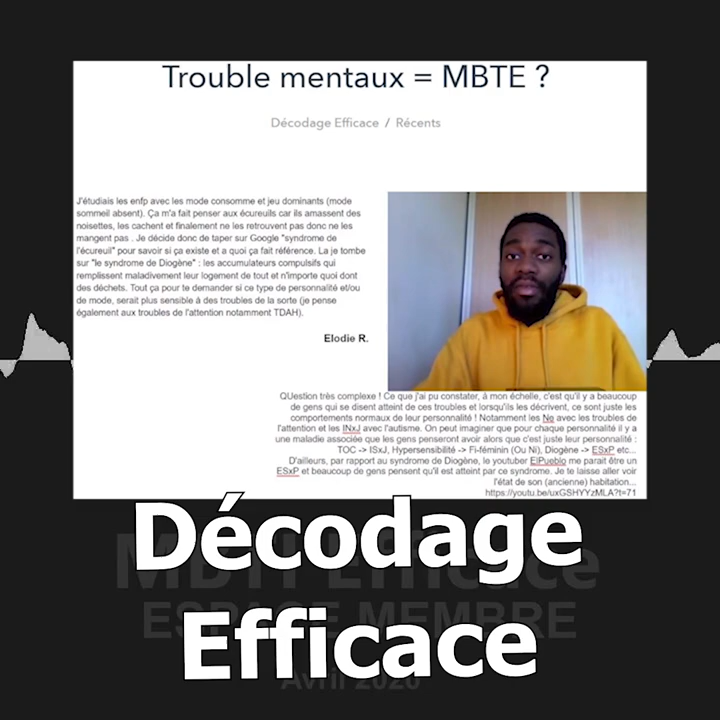 Trouble mentaux = MBTE ?
Décodage Efficace / Récents
J'étudiais les enfp avec les mode consomme et jeu dominants (mode
sommeil absent). Ça m'a fait penser aux écureuils car ils amassent des
noisettes, les cachent et finalement ne les retrouvent pas donc ne les
mangent pas . Je décide donc de taper sur Google "syndrome de
l'écureuil" pour savoir si ça existe et a quoi ça fait référence. La je tombe
sur "le syndrome de Diogène" : les accumulateurs compulsifs qui
remplissent maladivement leur logement de tout et n'importe quoi dont
des déchets. Tout ça pour te demander si ce type de personnalité et/ou
de mode, serait plus sensible à des troubles de la sorte (je pense
également aux troubles de l'attention notamment TDAH).
Elodie R.
QUestion très complexe ! Ce que j'ai pu constater, à mon échelle, c'est qu'il y a beaucoup
de gens qui se disent atteint de ces troubles et lorsqu'ils les décrivent, ce sont juste les
comportements normaux de leur personnalité ! Notamment les Ne avec les troubles de
l'attention et les INxJ avec l'autisme. On peut imaginer que pour chaque personnalité il y a
une maladie associée que les gens penseront avoir alors que c'est juste leur personnalité :
TOC -> ISxJ, Hypersensibilité -> Fi-féminin (Ou Ni), Diogène -> ESxP etc...
D'ailleurs, par rapport au syndrome de Diogène, le youtuber ElPueblo me parait être un
ESxP et beaucoup de gens pensent qu'il est atteint par ce syndrome. Je te laisse aller voir
l'état de son (ancienne) habitation...
https://youtu.be/uxGSHYYzMLA?t=71
Décodage
Efficace
MBTI Efficace
ESPACE MEMBRE
Avril 2020